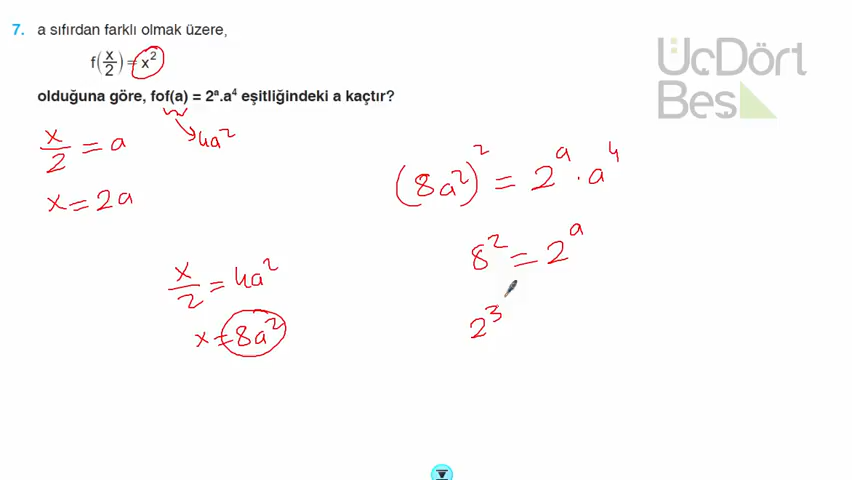 7. a sıfırdan farklı olmak üzere,
f(x/2) = x²
olduğuna göre, fof(a) = 2ᵃ.a⁴ eşitliğindeki a kaçtır?
ÜçDört
Beş
x/2 = a
4a²
x = 2a
(8a²)² = 2ᵃ · a⁴
8² = 2ᵃ
x/2 = 4a²
x = 8a²
2³